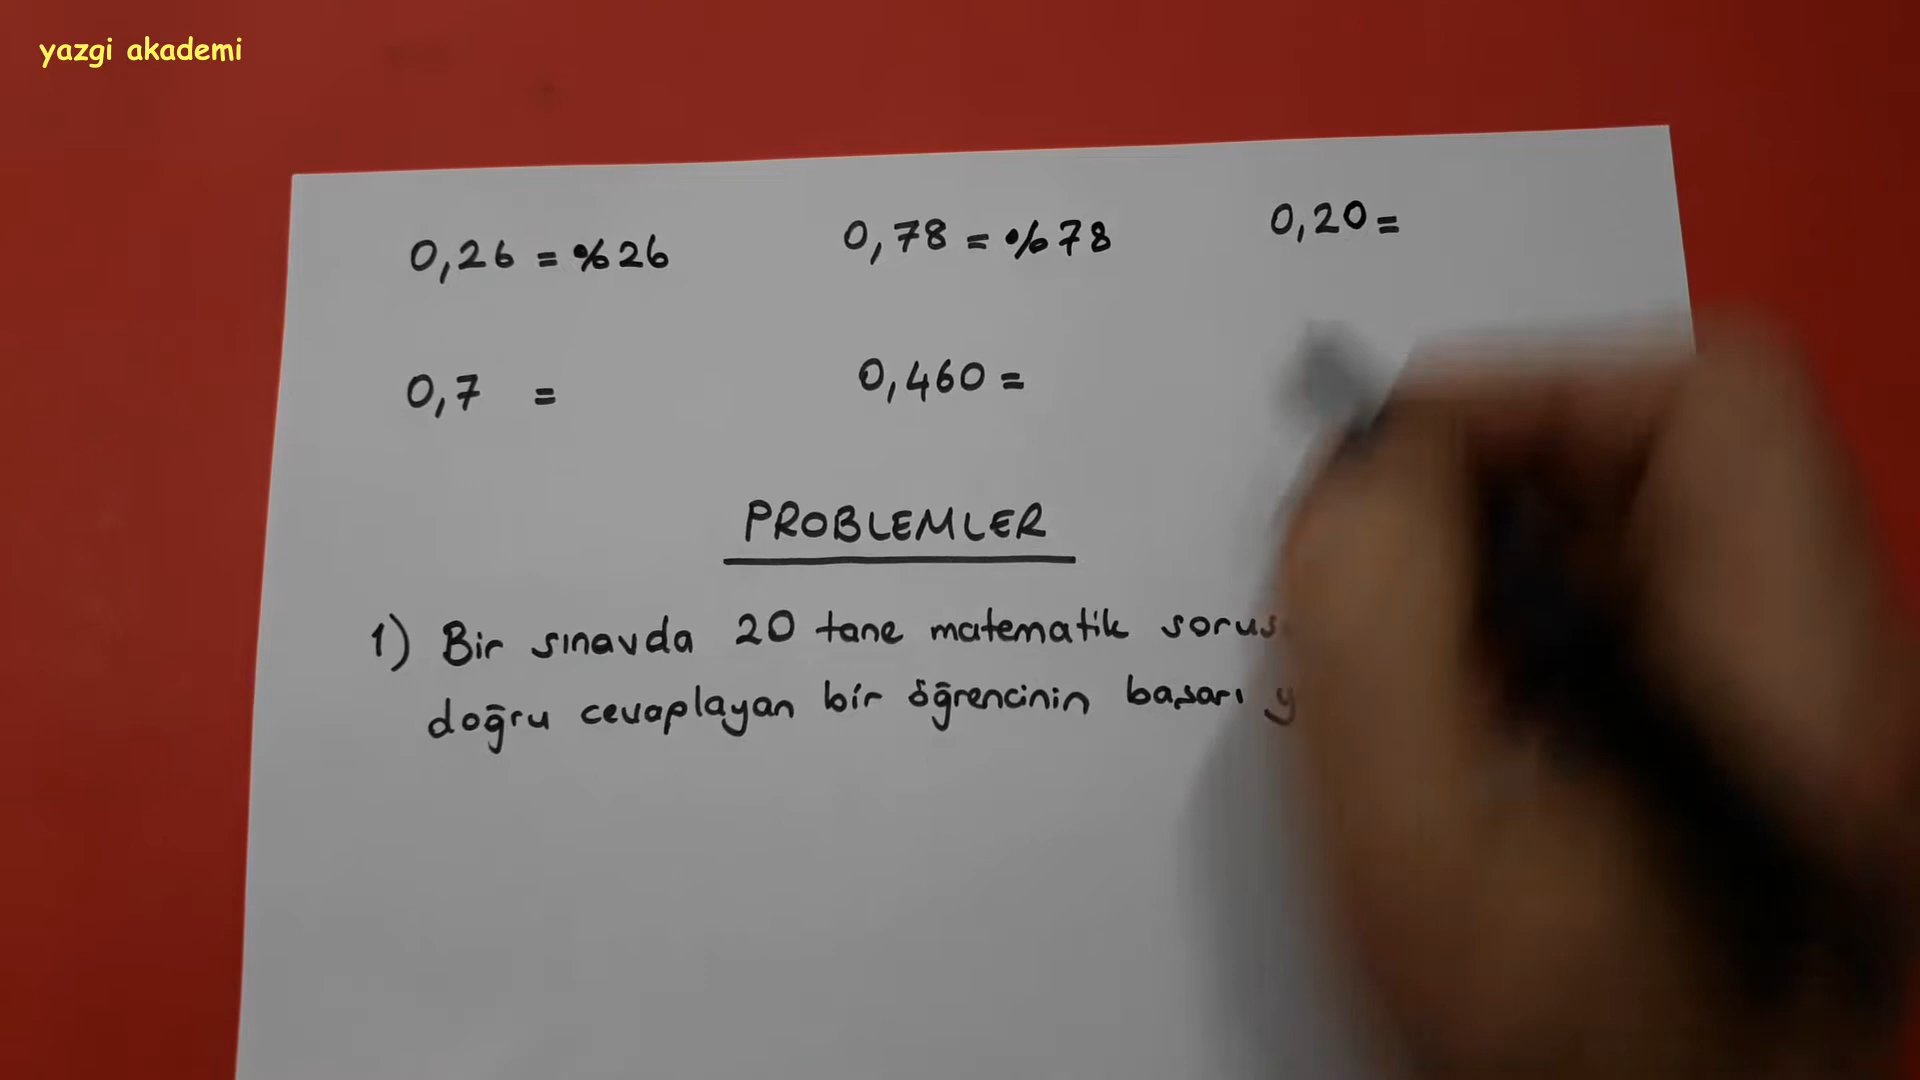 yazgi akademi
0,26 = %26 0,78 = %78 0,20 =
0,7 = 0,460 =
PROBLEMLER
1) Bir sınavda 20 tane matematik
doğru cevaplayan bir öğrencinin başarı